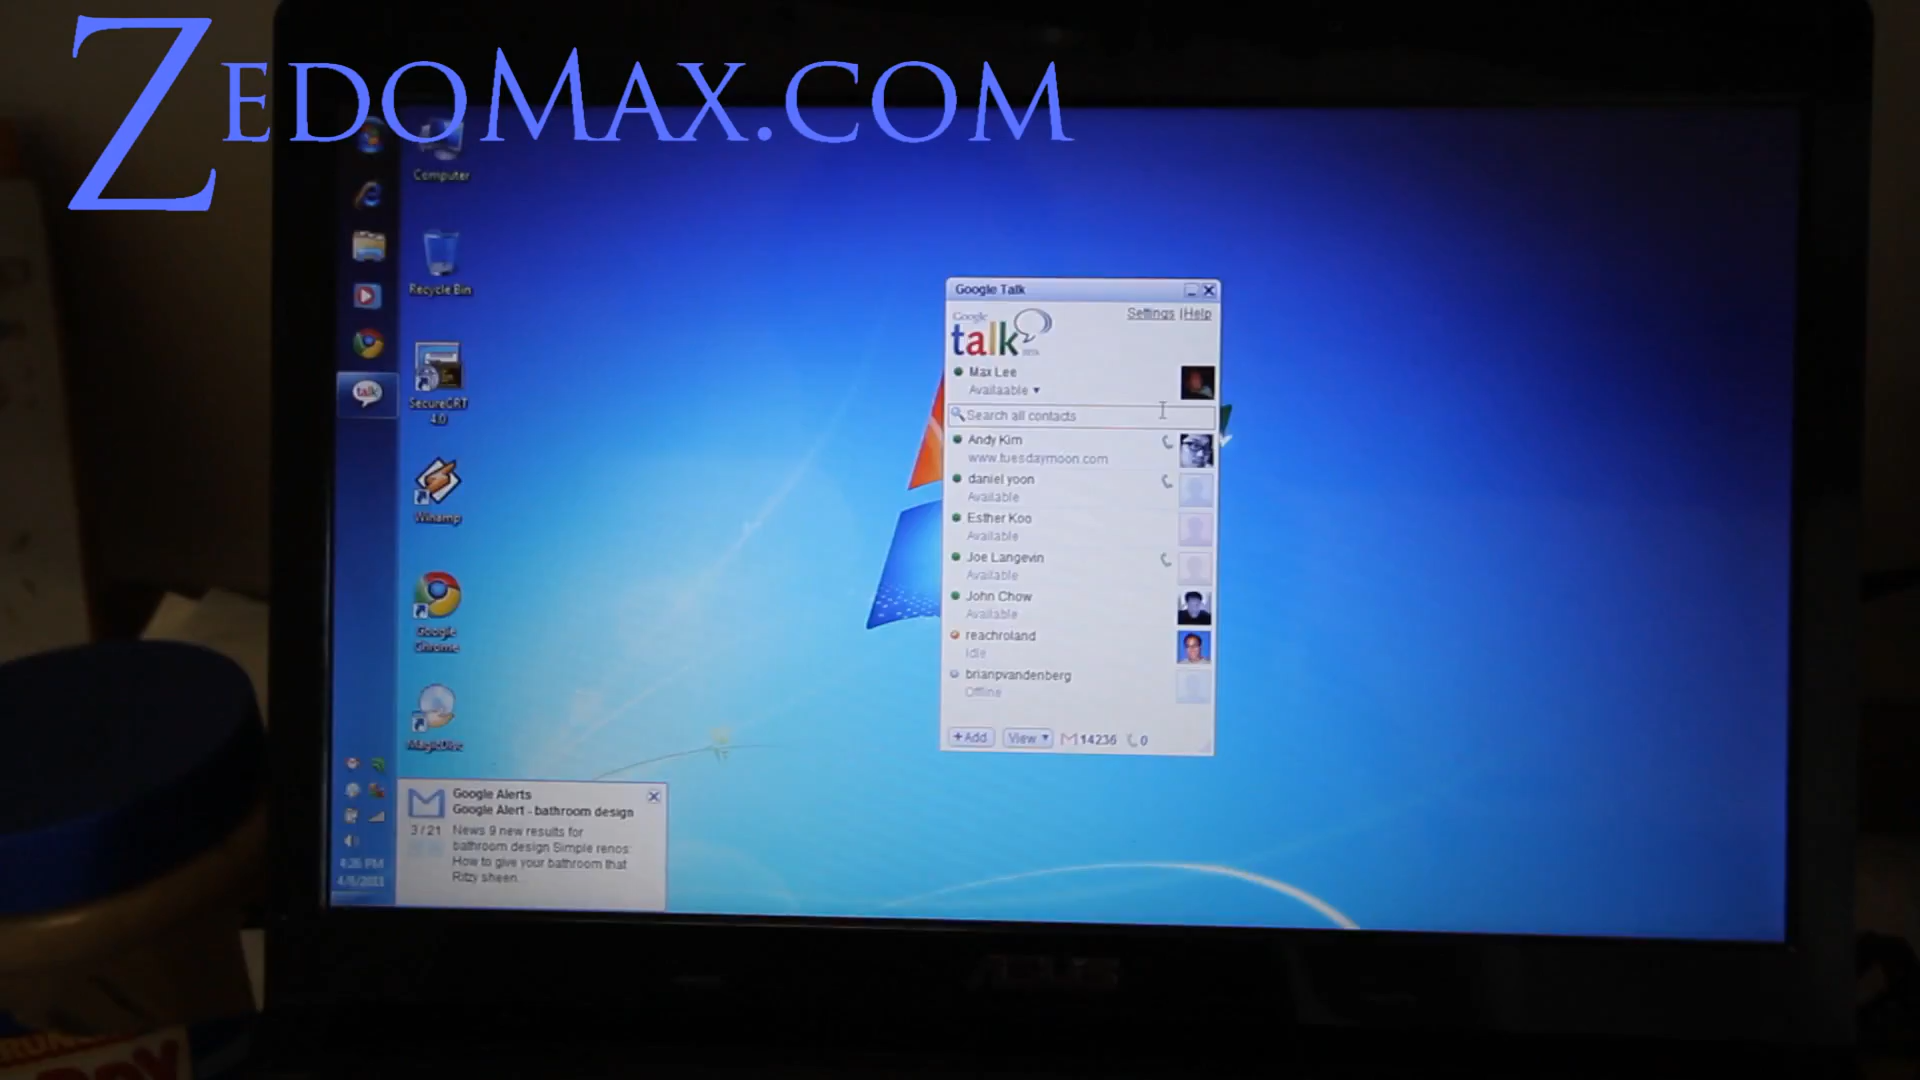 ZEDOMAX.COM
Computer
Recycle Bin
SecureCRT
4.0
Winamp
Google
Chrome
MagicDisc
4:26 PM
Google Talk
Settings | Help
Google
talk
BETA
Max Lee
Availaable
Search all contacts
Andy Kim
www.tuesdaymoon.com
daniel yoon
Available
Esther Koo
Available
Joe Langevin
Available
John Chow
Available
reachroland
Idle
brianpvandenberg
Offline
+ Add View 14236 0
Google Alerts
Google Alert - bathroom design
3 / 21 News 9 new results for
bathroom design Simple renos:
How to give your bathroom that
Ritzy sheen...
ASUS